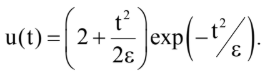 u(t) = (2 + t²/2ε) exp(−t²/ε).